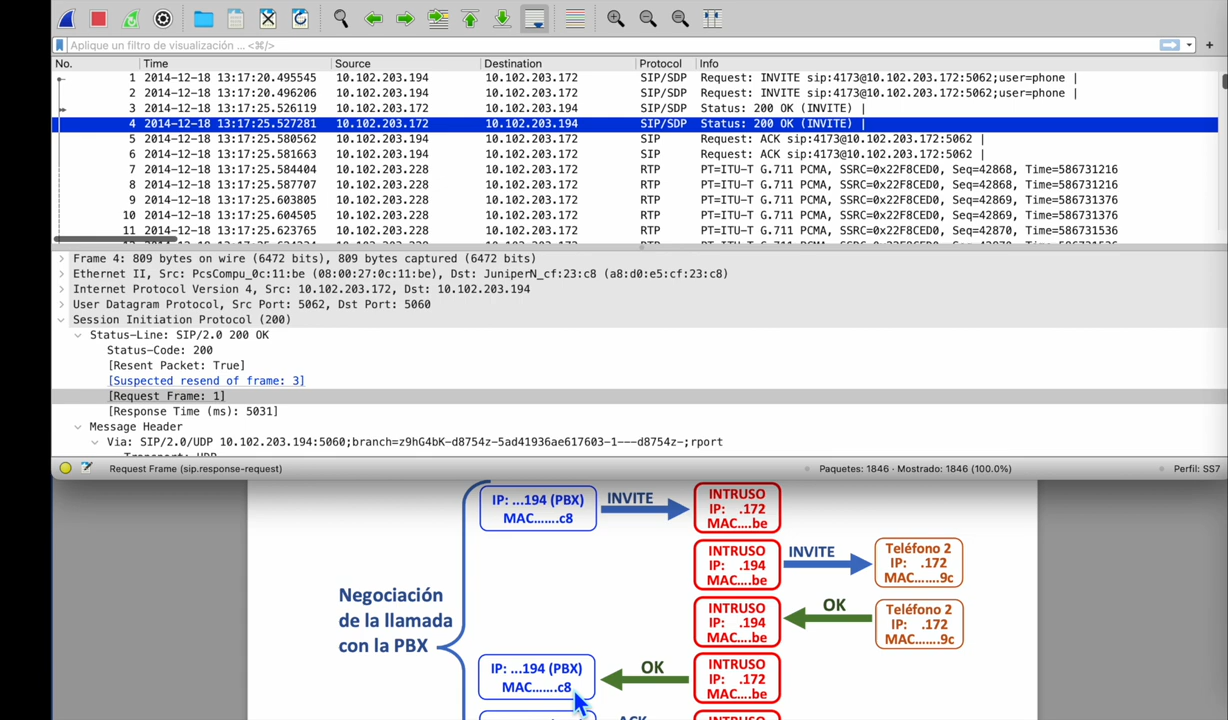 Aplique un filtro de visualización … <⌘/>
No. Time Source Destination Protocol Info
1 2014-12-18 13:17:20.495545 10.102.203.194 10.102.203.172 SIP/SDP Request: INVITE sip:4173@10.102.203.172:5062;user=phone |
2 2014-12-18 13:17:20.496206 10.102.203.194 10.102.203.172 SIP/SDP Request: INVITE sip:4173@10.102.203.172:5062;user=phone |
3 2014-12-18 13:17:25.526119 10.102.203.172 10.102.203.194 SIP/SDP Status: 200 OK (INVITE) |
4 2014-12-18 13:17:25.527281 10.102.203.172 10.102.203.194 SIP/SDP Status: 200 OK (INVITE) |
5 2014-12-18 13:17:25.580562 10.102.203.194 10.102.203.172 SIP Request: ACK sip:4173@10.102.203.172:5062 |
6 2014-12-18 13:17:25.581663 10.102.203.194 10.102.203.172 SIP Request: ACK sip:4173@10.102.203.172:5062 |
7 2014-12-18 13:17:25.584404 10.102.203.228 10.102.203.172 RTP PT=ITU-T G.711 PCMA, SSRC=0x22F8CED0, Seq=42868, Time=586731216
8 2014-12-18 13:17:25.587707 10.102.203.228 10.102.203.172 RTP PT=ITU-T G.711 PCMA, SSRC=0x22F8CED0, Seq=42868, Time=586731216
9 2014-12-18 13:17:25.603805 10.102.203.228 10.102.203.172 RTP PT=ITU-T G.711 PCMA, SSRC=0x22F8CED0, Seq=42869, Time=586731376
10 2014-12-18 13:17:25.604505 10.102.203.228 10.102.203.172 RTP PT=ITU-T G.711 PCMA, SSRC=0x22F8CED0, Seq=42869, Time=586731376
11 2014-12-18 13:17:25.623765 10.102.203.228 10.102.203.172 RTP PT=ITU-T G.711 PCMA, SSRC=0x22F8CED0, Seq=42870, Time=586731536
Frame 4: 809 bytes on wire (6472 bits), 809 bytes captured (6472 bits)
Ethernet II, Src: PcsCompu_0c:11:be (08:00:27:0c:11:be), Dst: JuniperN_cf:23:c8 (a8:d0:e5:cf:23:c8)
Internet Protocol Version 4, Src: 10.102.203.172, Dst: 10.102.203.194
User Datagram Protocol, Src Port: 5062, Dst Port: 5060
Session Initiation Protocol (200)
Status-Line: SIP/2.0 200 OK
Status-Code: 200
[Resent Packet: True]
[Suspected resend of frame: 3]
[Request Frame: 1]
[Response Time (ms): 5031]
Message Header
Via: SIP/2.0/UDP 10.102.203.194:5060;branch=z9hG4bK-d8754z-5ad41936ae617603-1---d8754z-;rport
Transport: UDP
Request Frame (sip.response-request) Paquetes: 1846 · Mostrado: 1846 (100.0%) Perfil: SS7
IP: ...194 (PBX)
MAC.......c8
INVITE
INTRUSO
IP: .172
MAC....be
INTRUSO
IP: .194
MAC....be
INVITE
Teléfono 2
IP: .172
MAC....9c
Negociación
de la llamada
con la PBX
INTRUSO
IP: .194
MAC....be
OK
Teléfono 2
IP: .172
MAC....9c
IP: ...194 (PBX)
MAC.......c8
OK
INTRUSO
IP: .172
MAC....be
ACK
INTRUSO